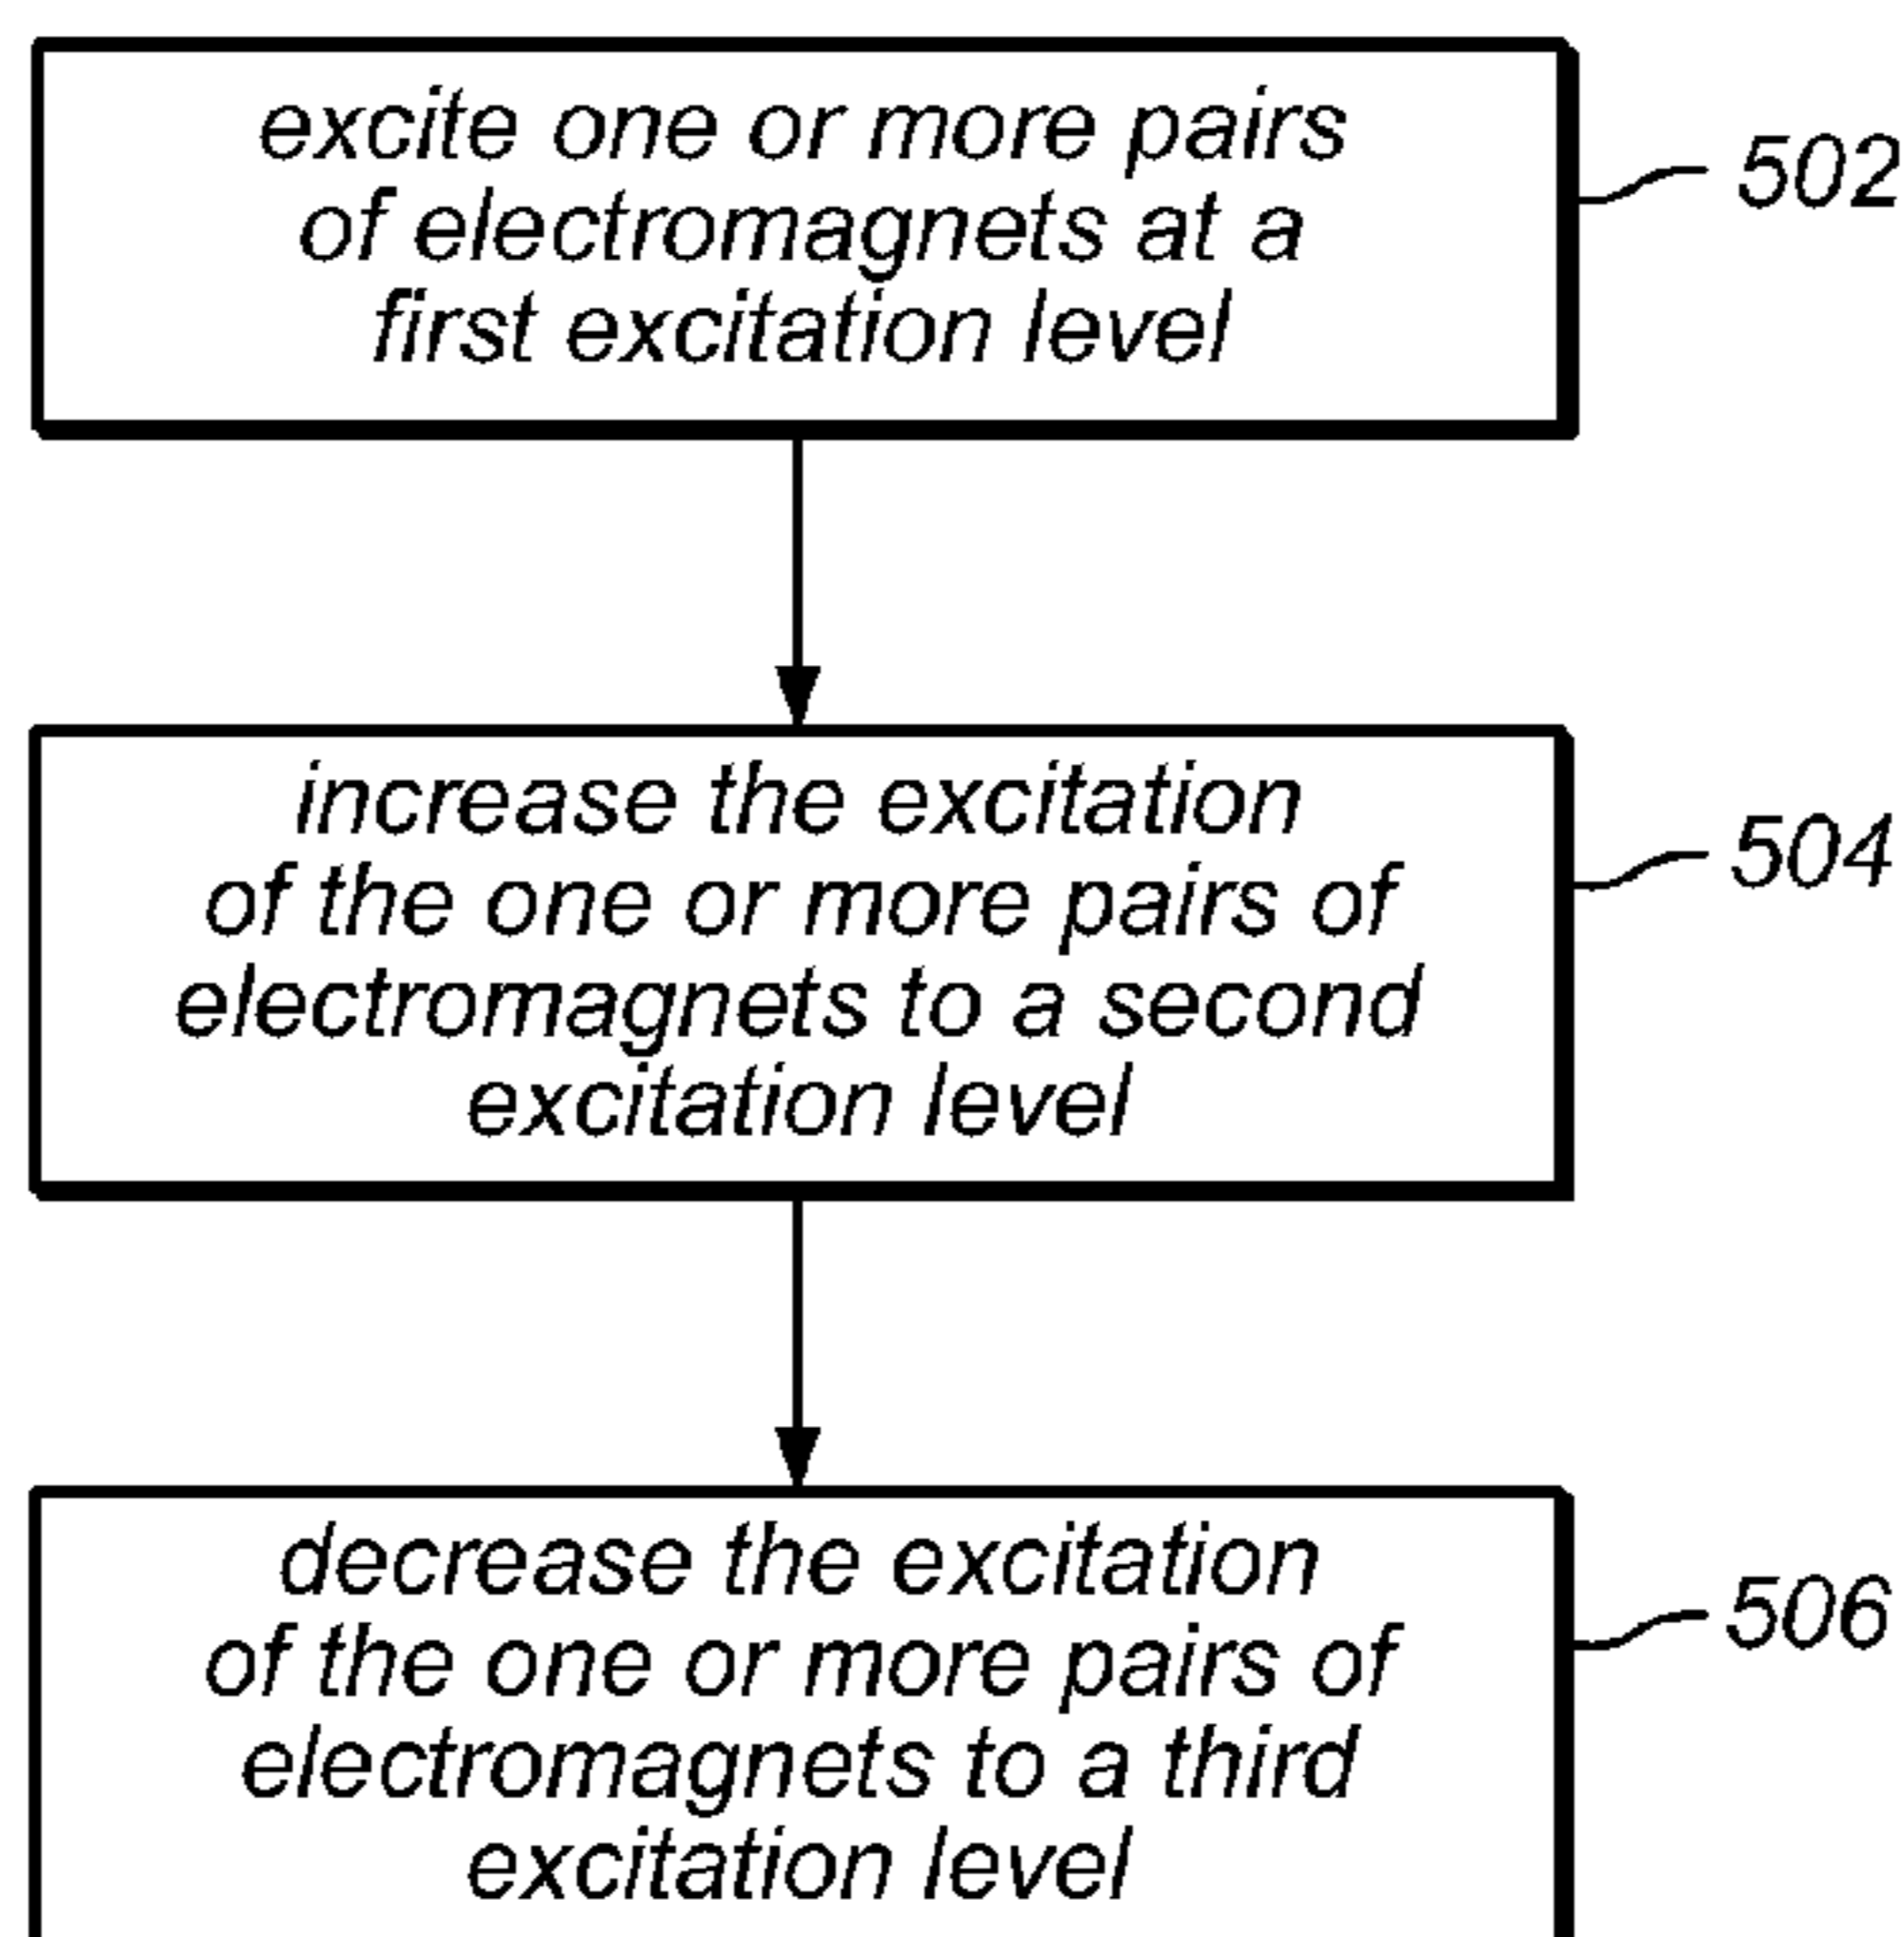 excite one or more pairs
of electromagnets at a
first excitation level
502
increase the excitation
of the one or more pairs of
electromagnets to a second
excitation level
504
decrease the excitation
of the one or more pairs of
electromagnets to a third
excitation level
506